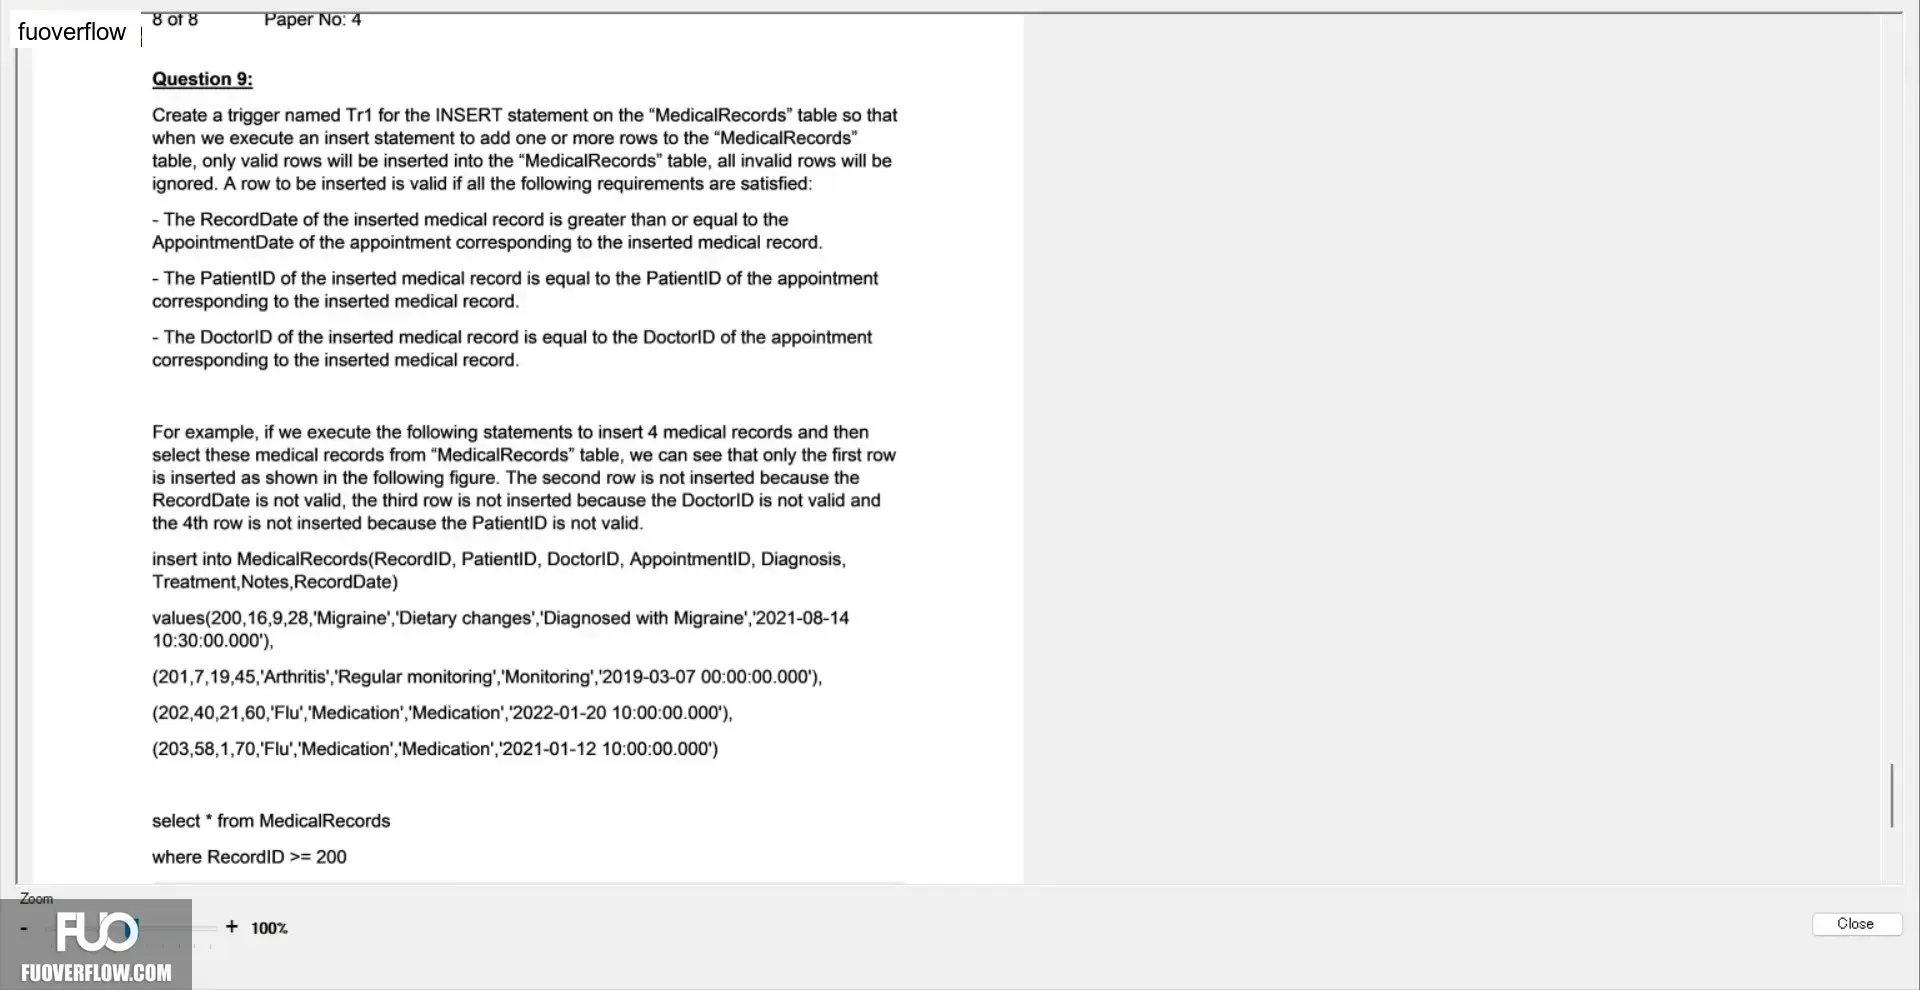 8 of 8 Paper No: 4
fuoverflow
Question 9:
Create a trigger named Tr1 for the INSERT statement on the “MedicalRecords” table so that
when we execute an insert statement to add one or more rows to the “MedicalRecords”
table, only valid rows will be inserted into the “MedicalRecords” table, all invalid rows will be
ignored. A row to be inserted is valid if all the following requirements are satisfied:
- The RecordDate of the inserted medical record is greater than or equal to the
AppointmentDate of the appointment corresponding to the inserted medical record.
- The PatientID of the inserted medical record is equal to the PatientID of the appointment
corresponding to the inserted medical record.
- The DoctorID of the inserted medical record is equal to the DoctorID of the appointment
corresponding to the inserted medical record.
For example, if we execute the following statements to insert 4 medical records and then
select these medical records from “MedicalRecords” table, we can see that only the first row
is inserted as shown in the following figure. The second row is not inserted because the
RecordDate is not valid, the third row is not inserted because the DoctorID is not valid and
the 4th row is not inserted because the PatientID is not valid.
insert into MedicalRecords(RecordID, PatientID, DoctorID, AppointmentID, Diagnosis,
Treatment,Notes,RecordDate)
values(200,16,9,28,'Migraine','Dietary changes','Diagnosed with Migraine','2021-08-14
10:30:00.000'),
(201,7,19,45,'Arthritis','Regular monitoring','Monitoring','2019-03-07 00:00:00.000'),
(202,40,21,60,'Flu','Medication','Medication','2022-01-20 10:00:00.000'),
(203,58,1,70,'Flu','Medication','Medication','2021-01-12 10:00:00.000')
select * from MedicalRecords
where RecordID >= 200
Zoom
- + 100%
Close
FUO
FUOVERFLOW.COM